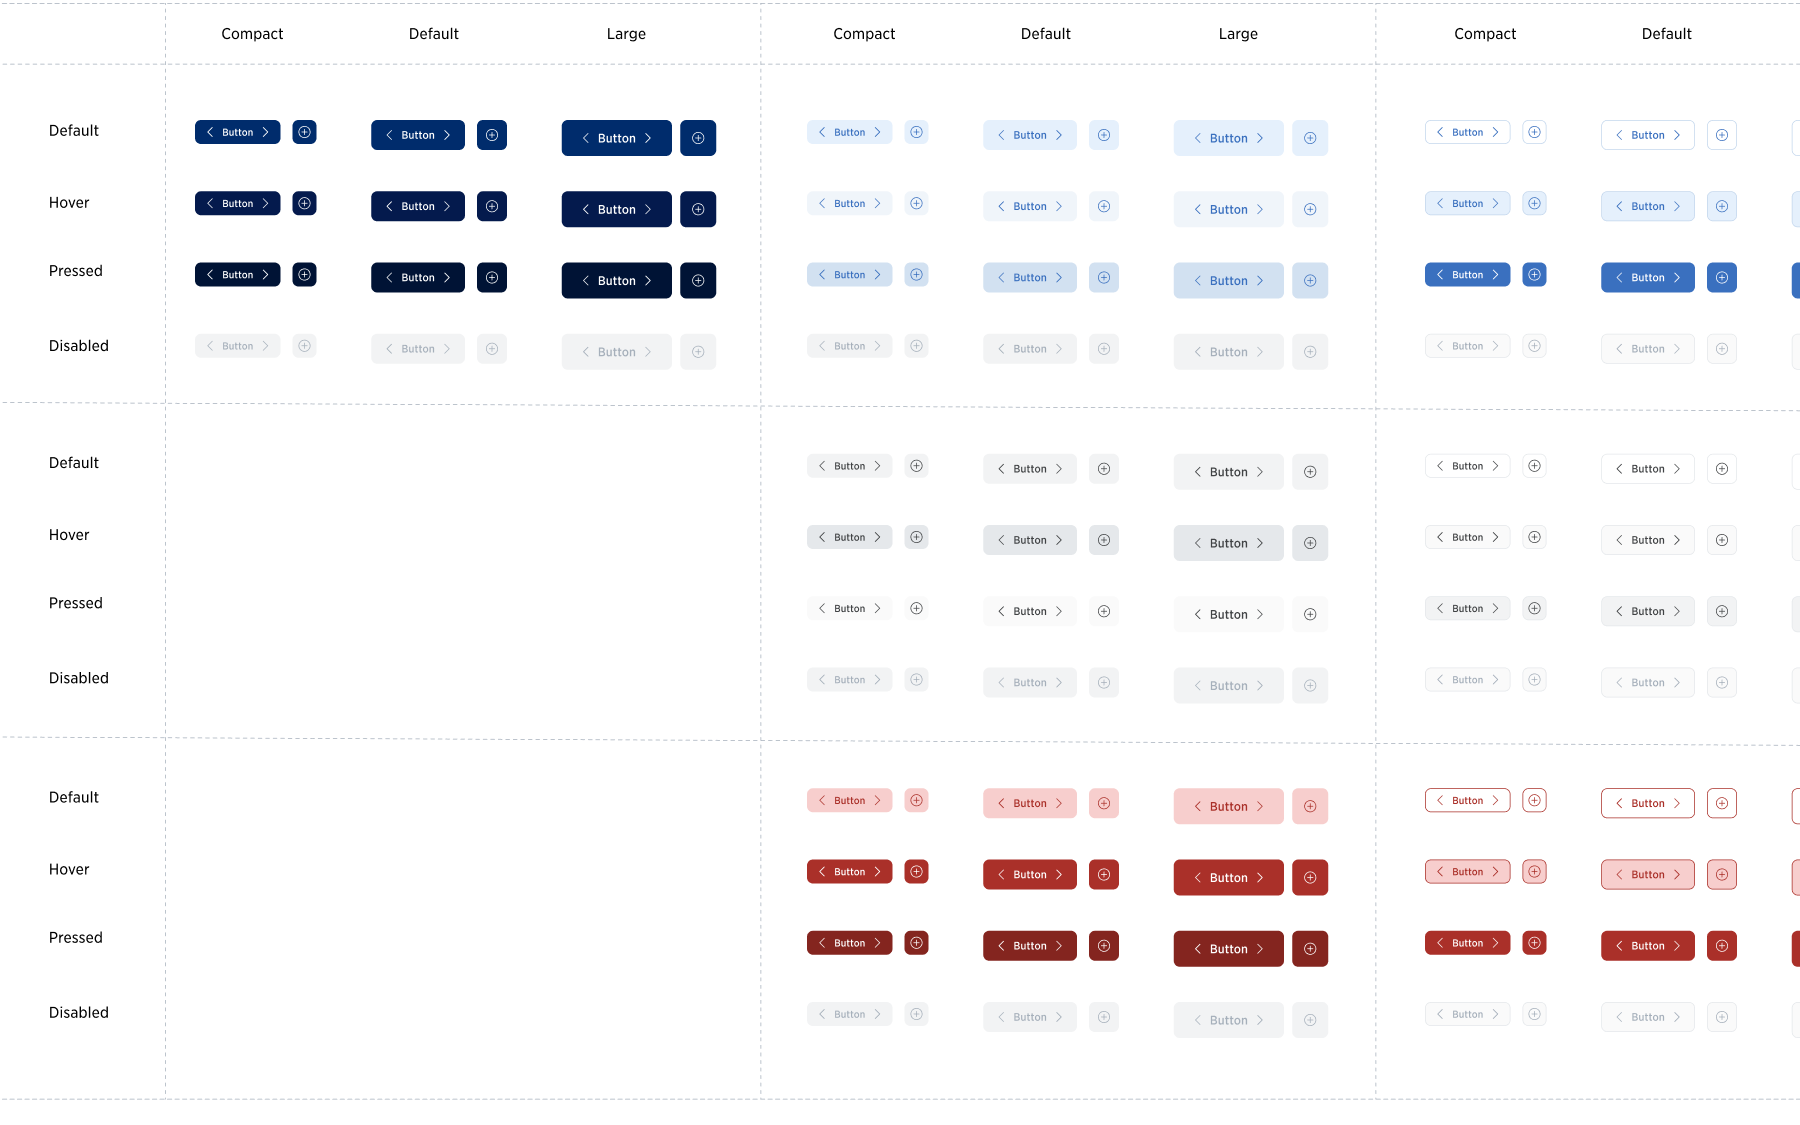 Compact Default Large Compact Default Large Compact Default
Default Button Button Button Button Button Button Button Button
Hover Button Button Button Button Button Button Button Button
Pressed Button Button Button Button Button Button Button Button
Disabled Button Button Button Button Button Button Button Button
Default Button Button Button Button Button
Hover Button Button Button Button Button
Pressed Button Button Button Button Button
Disabled Button Button Button Button Button
Default Button Button Button Button Button
Hover Button Button Button Button Button
Pressed Button Button Button Button Button
Disabled Button Button Button Button Button